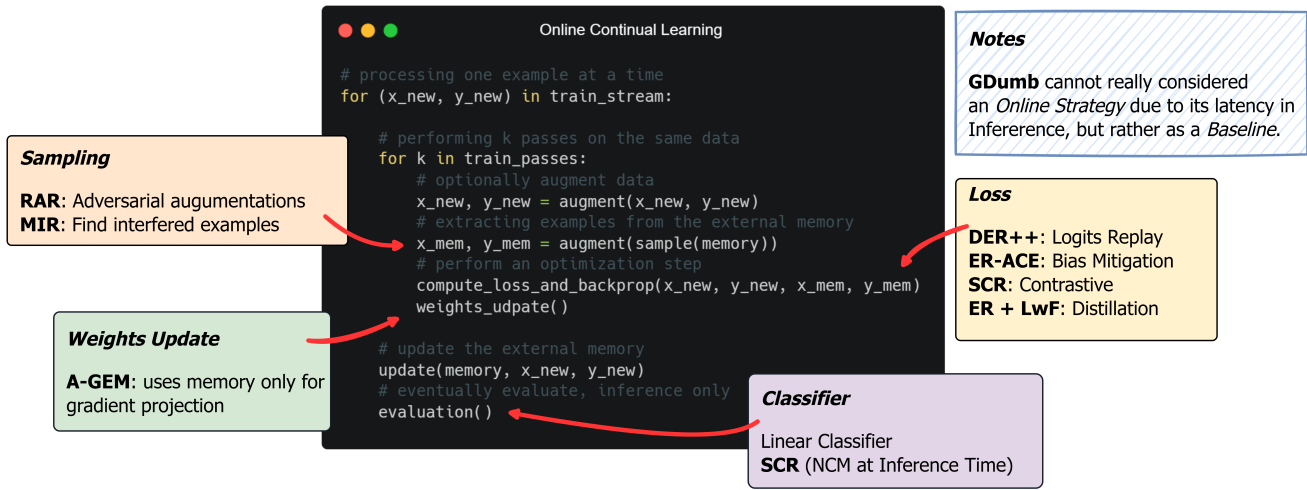 Online Continual Learning
# processing one example at a time
for (x_new, y_new) in train_stream:
# performing k passes on the same data
for k in train_passes:
# optionally augment data
x_new, y_new = augment(x_new, y_new)
# extracting examples from the external memory
x_mem, y_mem = augment(sample(memory))
# perform an optimization step
compute_loss_and_backprop(x_new, y_new, x_mem, y_mem)
weights_udpate()
# update the external memory
update(memory, x_new, y_new)
# eventually evaluate, inference only
evaluation()
Sampling
RAR: Adversarial augumentations
MIR: Find interfered examples
Weights Update
A-GEM: uses memory only for
gradient projection
Notes
GDumb cannot really considered
an Online Strategy due to its latency in
Infererence, but rather as a Baseline.
Loss
DER++: Logits Replay
ER-ACE: Bias Mitigation
SCR: Contrastive
ER + LwF: Distillation
Classifier
Linear Classifier
SCR (NCM at Inference Time)